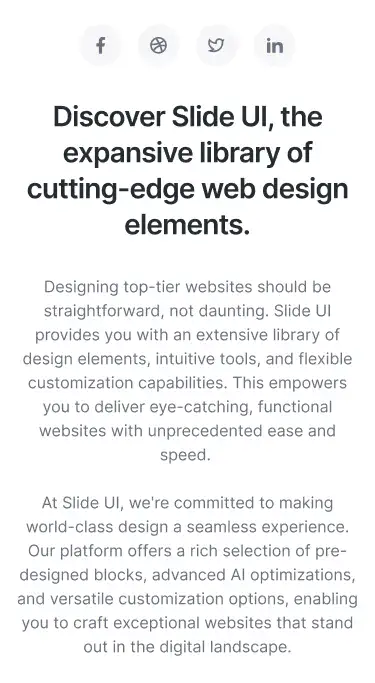 Discover Slide UI, the
expansive library of
cutting-edge web design
elements.
Designing top-tier websites should be
straightforward, not daunting. Slide UI
provides you with an extensive library of
design elements, intuitive tools, and flexible
customization capabilities. This empowers
you to deliver eye-catching, functional
websites with unprecedented ease and
speed.
At Slide UI, we're committed to making
world-class design a seamless experience.
Our platform offers a rich selection of pre-
designed blocks, advanced AI optimizations,
and versatile customization options, enabling
you to craft exceptional websites that stand
out in the digital landscape.